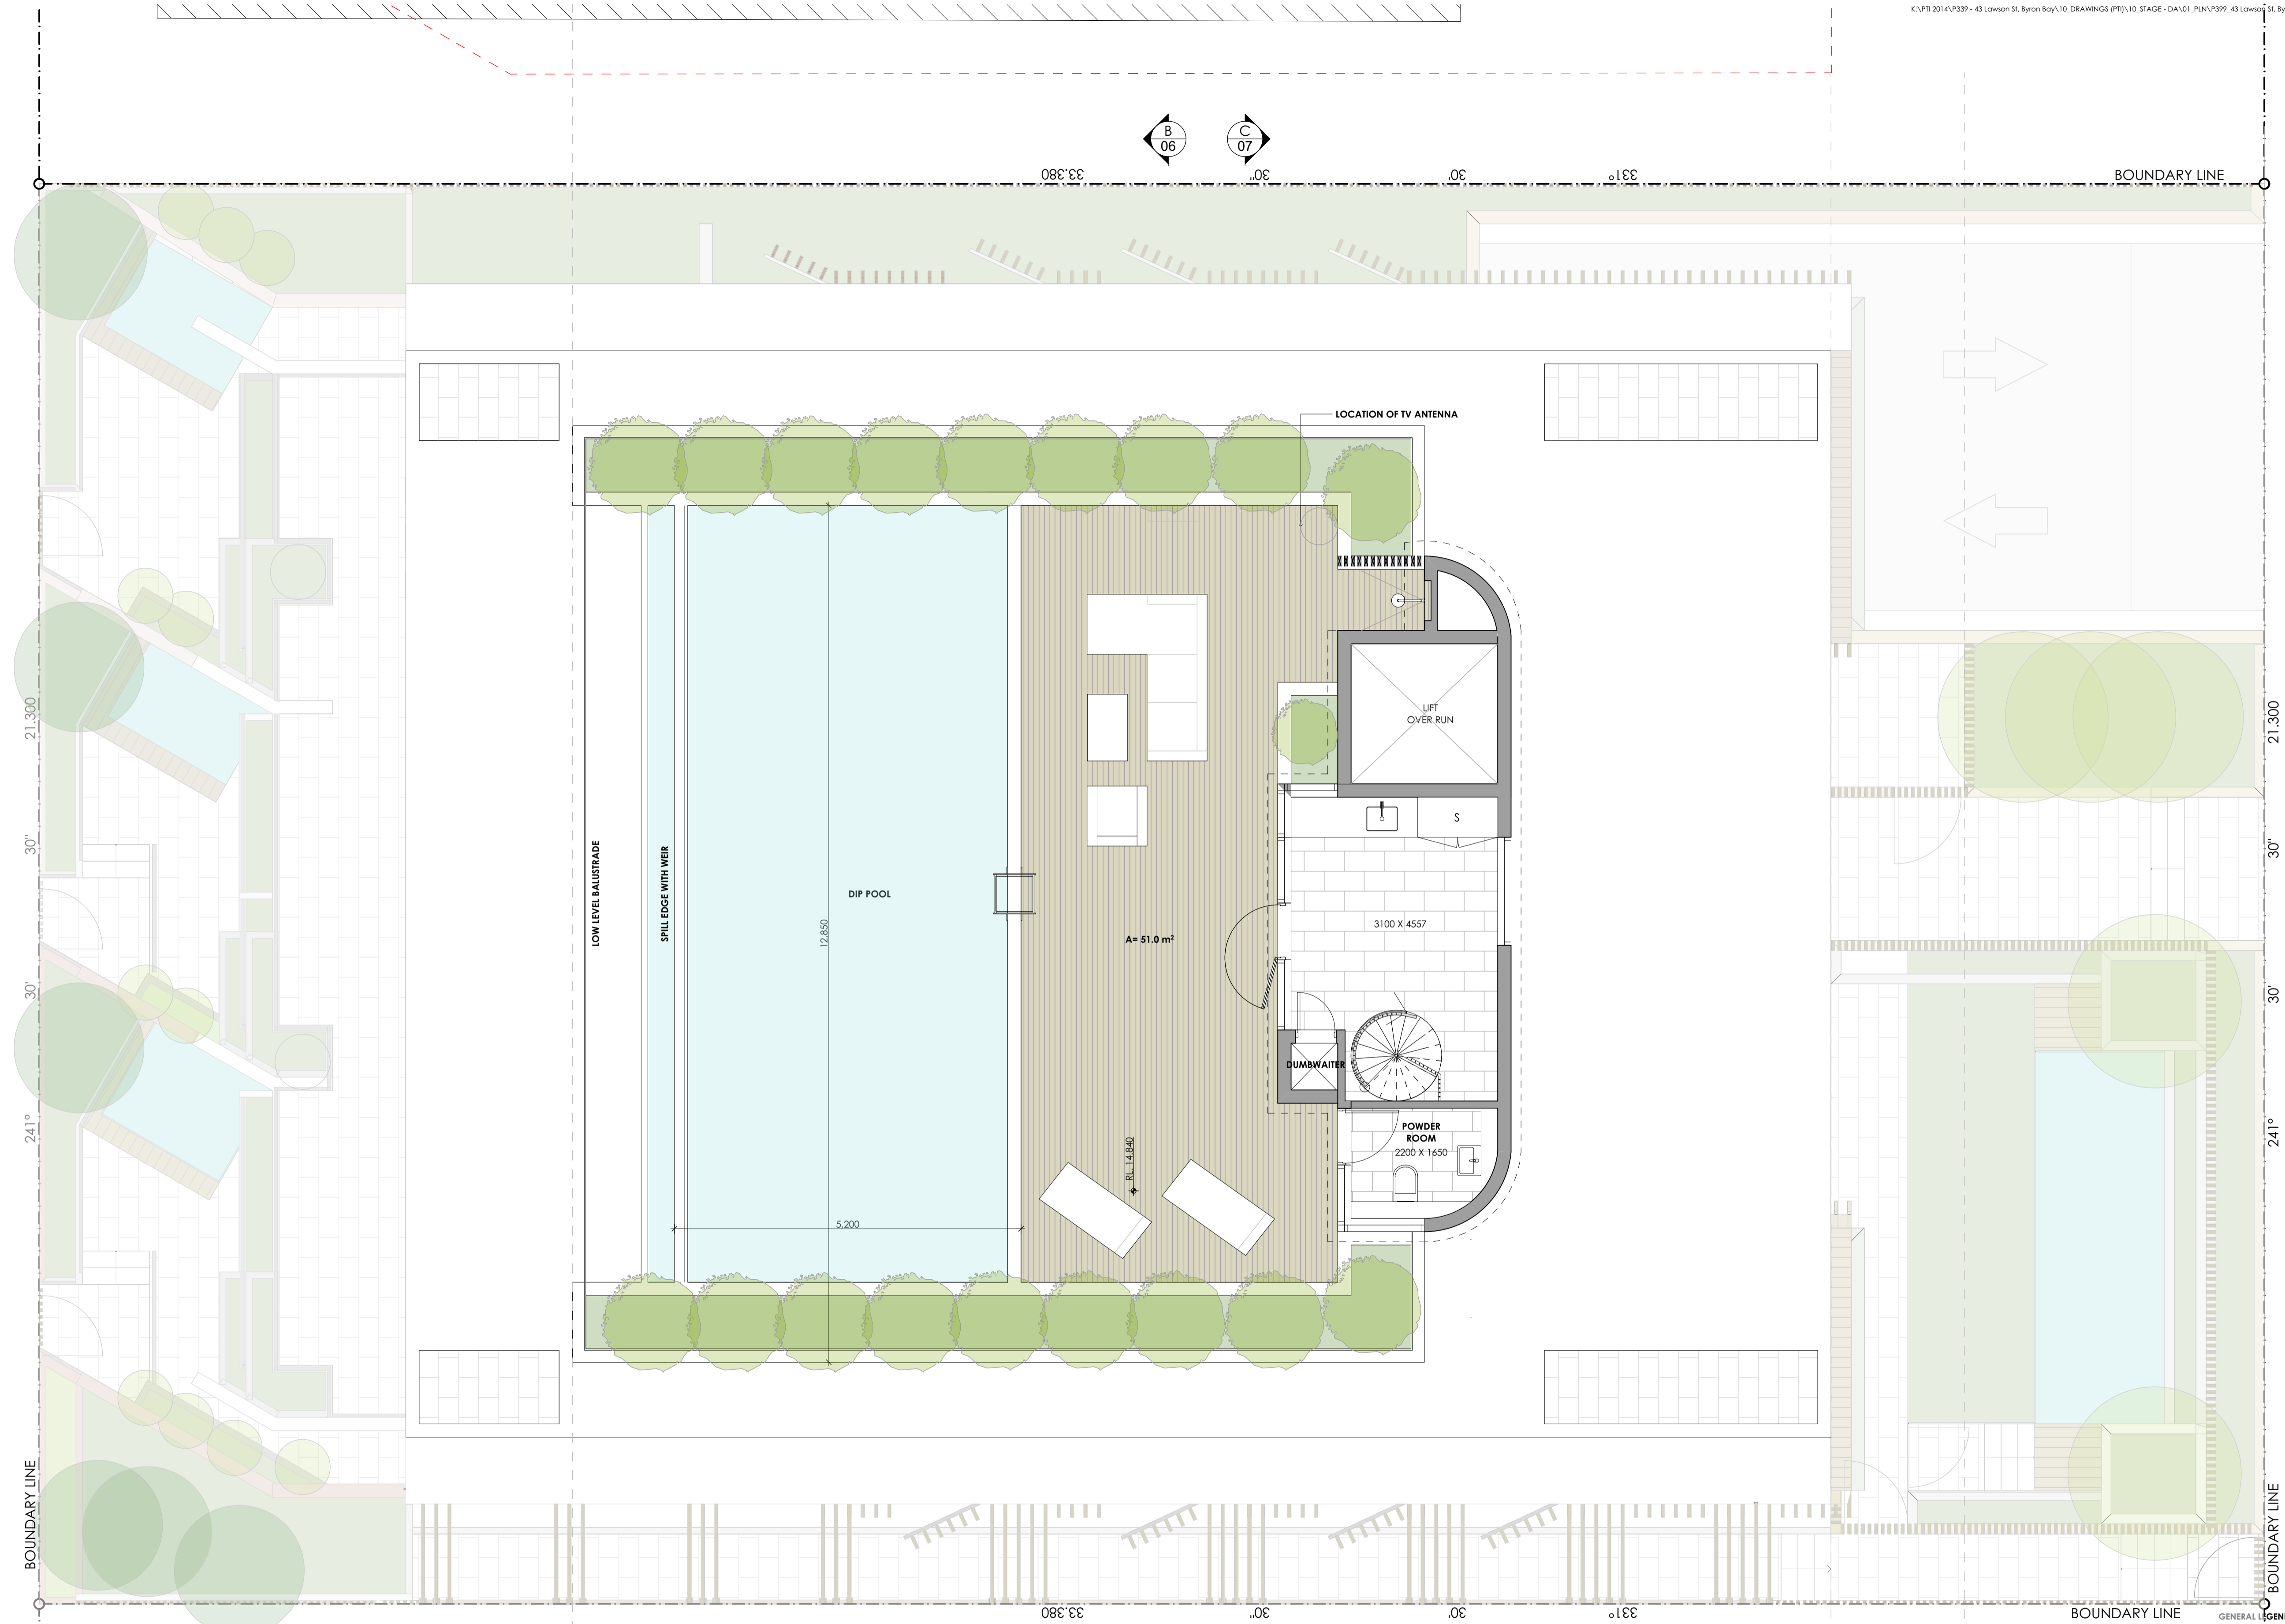 K:\PTI 2014\P339 - 43 Lawson St, Byron Bay\10_DRAWINGS (PTI)\10_STAGE - DA\01_PLN\P399_43 Lawson St, By
B
06
C
07
33.380
30"
30'
331°
BOUNDARY LINE
LOCATION OF TV ANTENNA
LIFT
OVER RUN
S
21.300
30"
30'
241°
BOUNDARY LINE
LOW LEVEL BALUSTRADE
SPILL EDGE WITH WEIR
DIP POOL
12,850
5,200
A= 51.0 m²
3100 X 4557
DUMBWAITER
POWDER
ROOM
2200 X 1650
RL. 14.840
21.300
30"
30'
241°
BOUNDARY LINE
33.380
30"
30'
331°
BOUNDARY LINE
GENERAL LEGEN